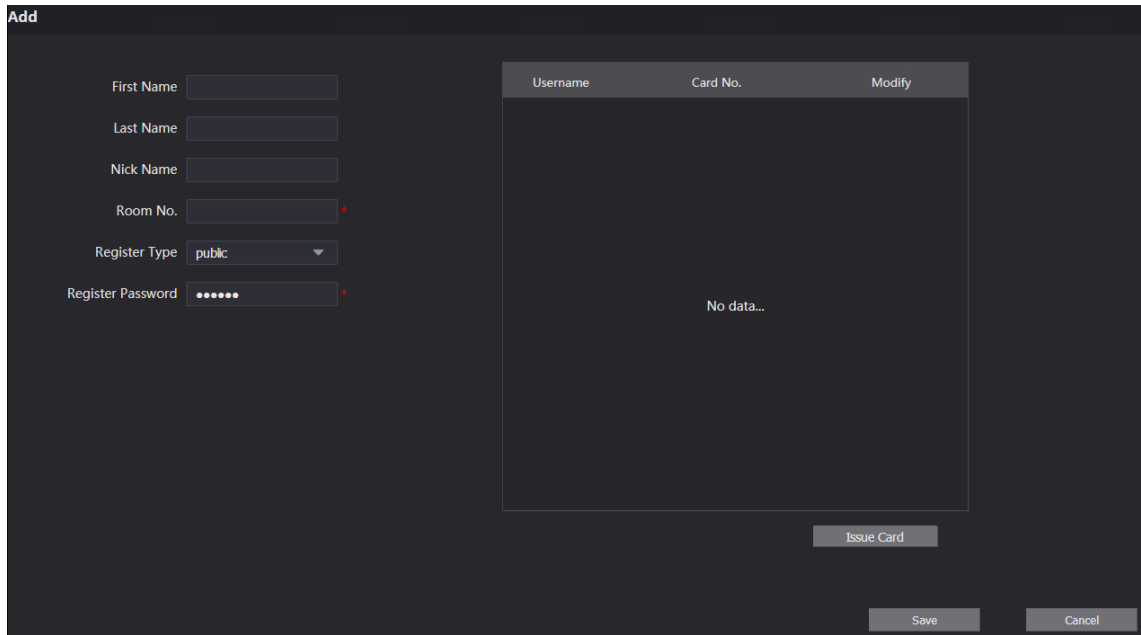 Add
First Name
Last Name
Nick Name
Room No. *
Register Type public
Register Password •••••• *
Username Card No. Modify
No data...
Issue Card
Save Cancel